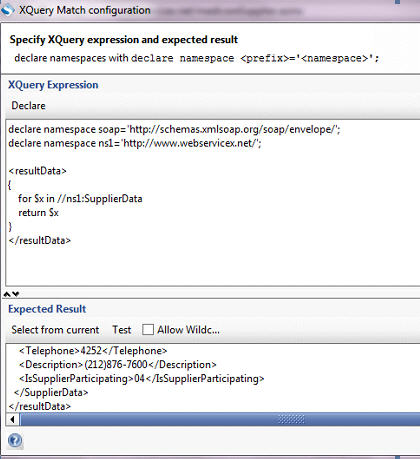 XQuery Match configuration
Specify XQuery expression and expected result
declare namespaces with declare namespace <prefix>='<namespace>';
XQuery Expression
Declare
declare namespace soap='http://schemas.xmlsoap.org/soap/envelope/';
declare namespace ns1='http://www.webservicex.net/';
<resultData>
{
for $x in //ns1:SupplierData
return $x
}
</resultData>
Expected Result
Select from current Test Allow Wildc...
<Telephone>4252</Telephone>
<Description>(212)876-7600</Description>
<IsSupplierParticipating>04</IsSupplierParticipating>
</SupplierData>
</resultData>